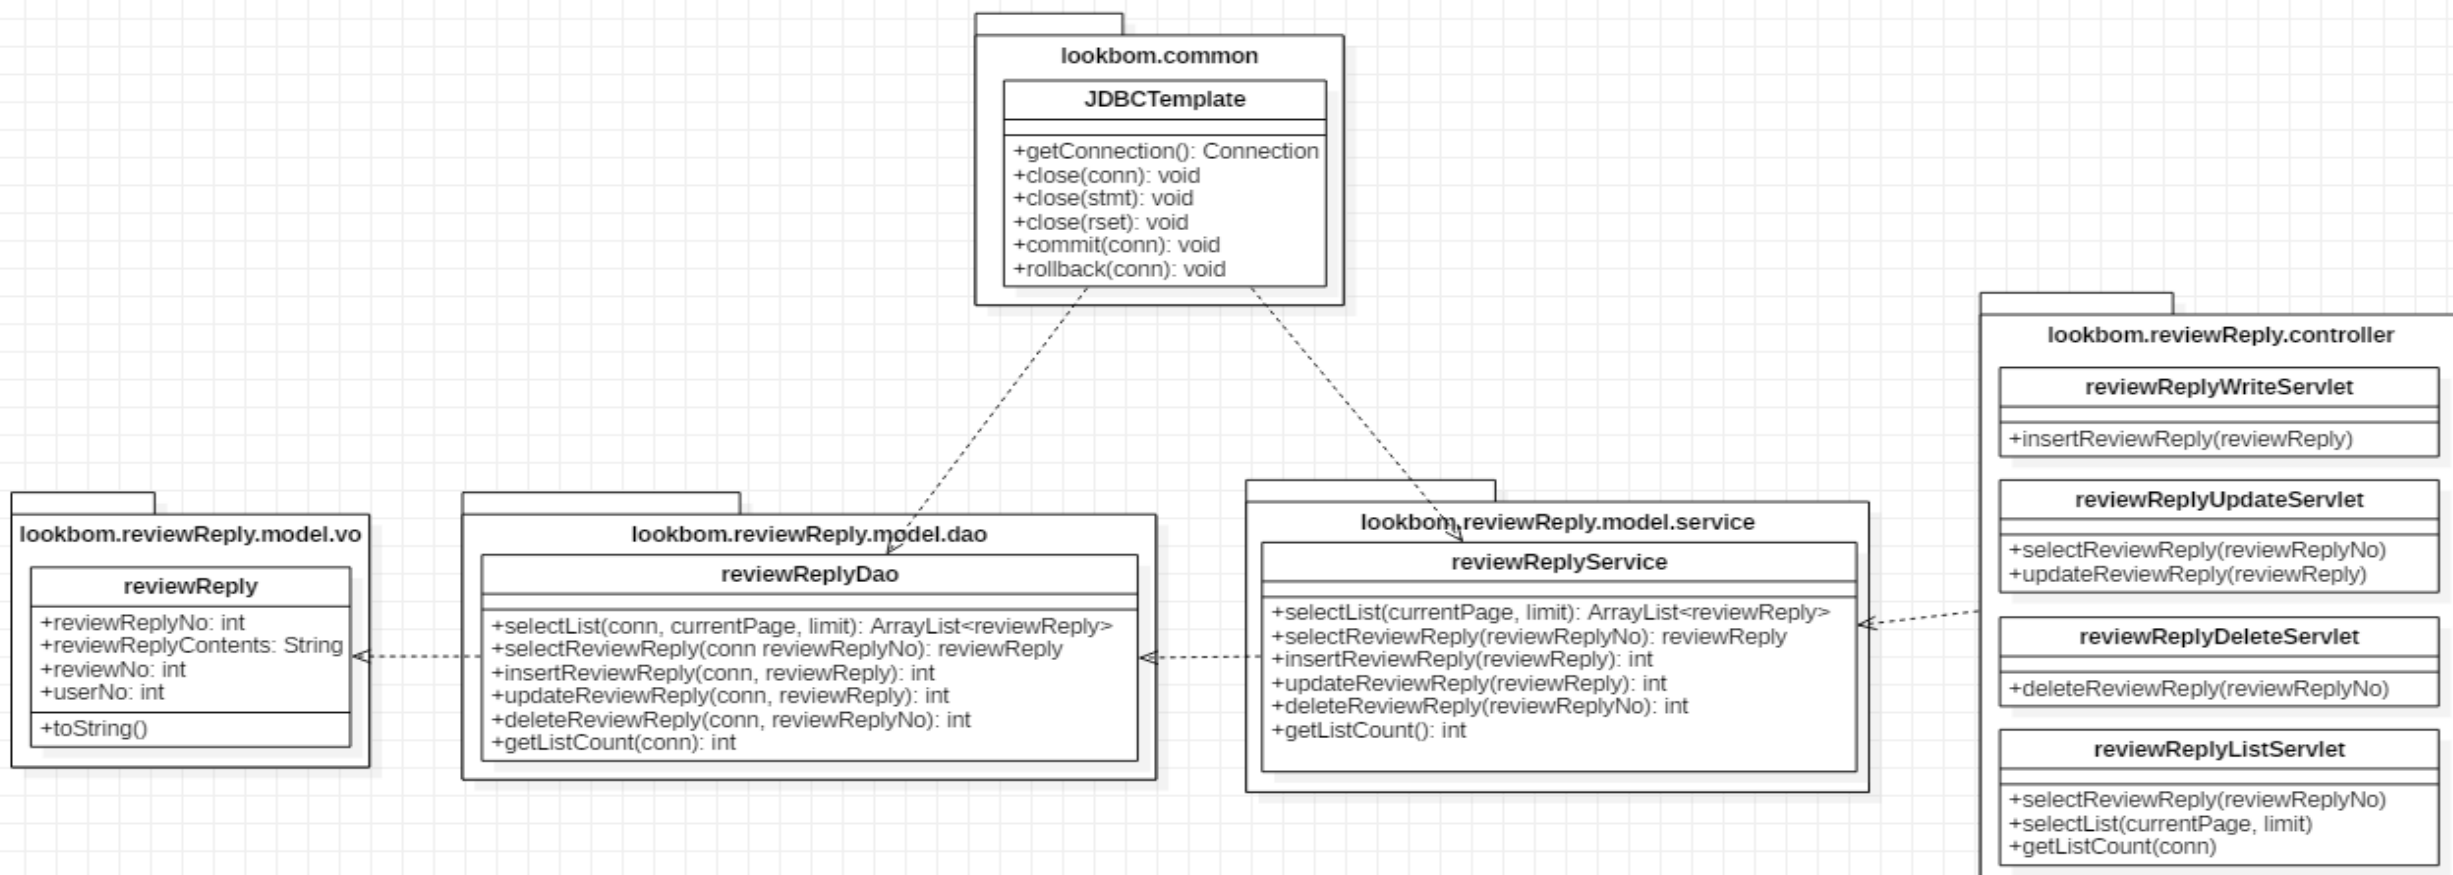 lookbom.common
JDBCTemplate
+getConnection(): Connection
+close(conn): void
+close(stmt): void
+close(rset): void
+commit(conn): void
+rollback(conn): void
lookbom.reviewReply.model.vo
reviewReply
+reviewReplyNo: int
+reviewReplyContents: String
+reviewNo: int
+userNo: int
+toString()
lookbom.reviewReply.model.dao
reviewReplyDao
+selectList(conn, currentPage, limit): ArrayList<reviewReply>
+selectReviewReply(conn reviewReplyNo): reviewReply
+insertReviewReply(conn, reviewReply): int
+updateReviewReply(conn, reviewReply): int
+deleteReviewReply(conn, reviewReplyNo): int
+getListCount(conn): int
lookbom.reviewReply.model.service
reviewReplyService
+selectList(currentPage, limit): ArrayList<reviewReply>
+selectReviewReply(reviewReplyNo): reviewReply
+insertReviewReply(reviewReply): int
+updateReviewReply(reviewReply): int
+deleteReviewReply(reviewReplyNo): int
+getListCount(): int
lookbom.reviewReply.controller
reviewReplyWriteServlet
+insertReviewReply(reviewReply)
reviewReplyUpdateServlet
+selectReviewReply(reviewReplyNo)
+updateReviewReply(reviewReply)
reviewReplyDeleteServlet
+deleteReviewReply(reviewReplyNo)
reviewReplyListServlet
+selectReviewReply(reviewReplyNo)
+selectList(currentPage, limit)
+getListCount(conn)